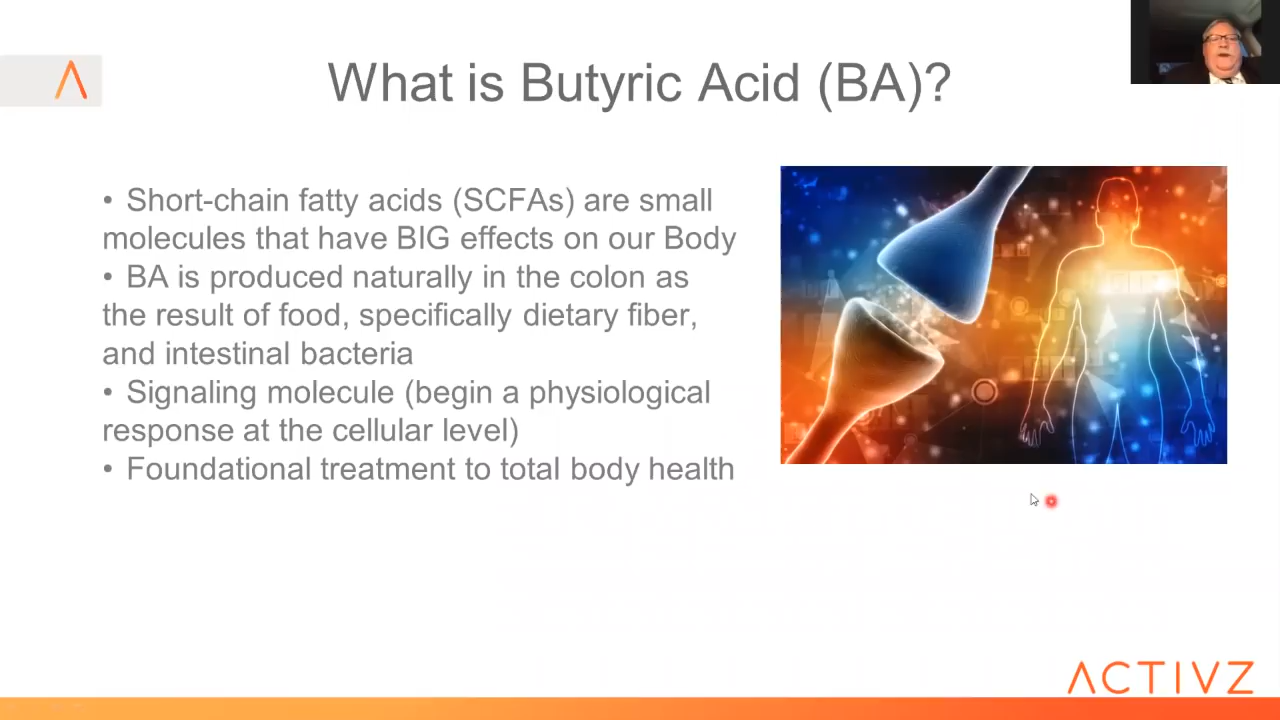 What is Butyric Acid (BA)?
• Short-chain fatty acids (SCFAs) are small
molecules that have BIG effects on our Body
• BA is produced naturally in the colon as
the result of food, specifically dietary fiber,
and intestinal bacteria
• Signaling molecule (begin a physiological
response at the cellular level)
• Foundational treatment to total body health
ACTIVZ